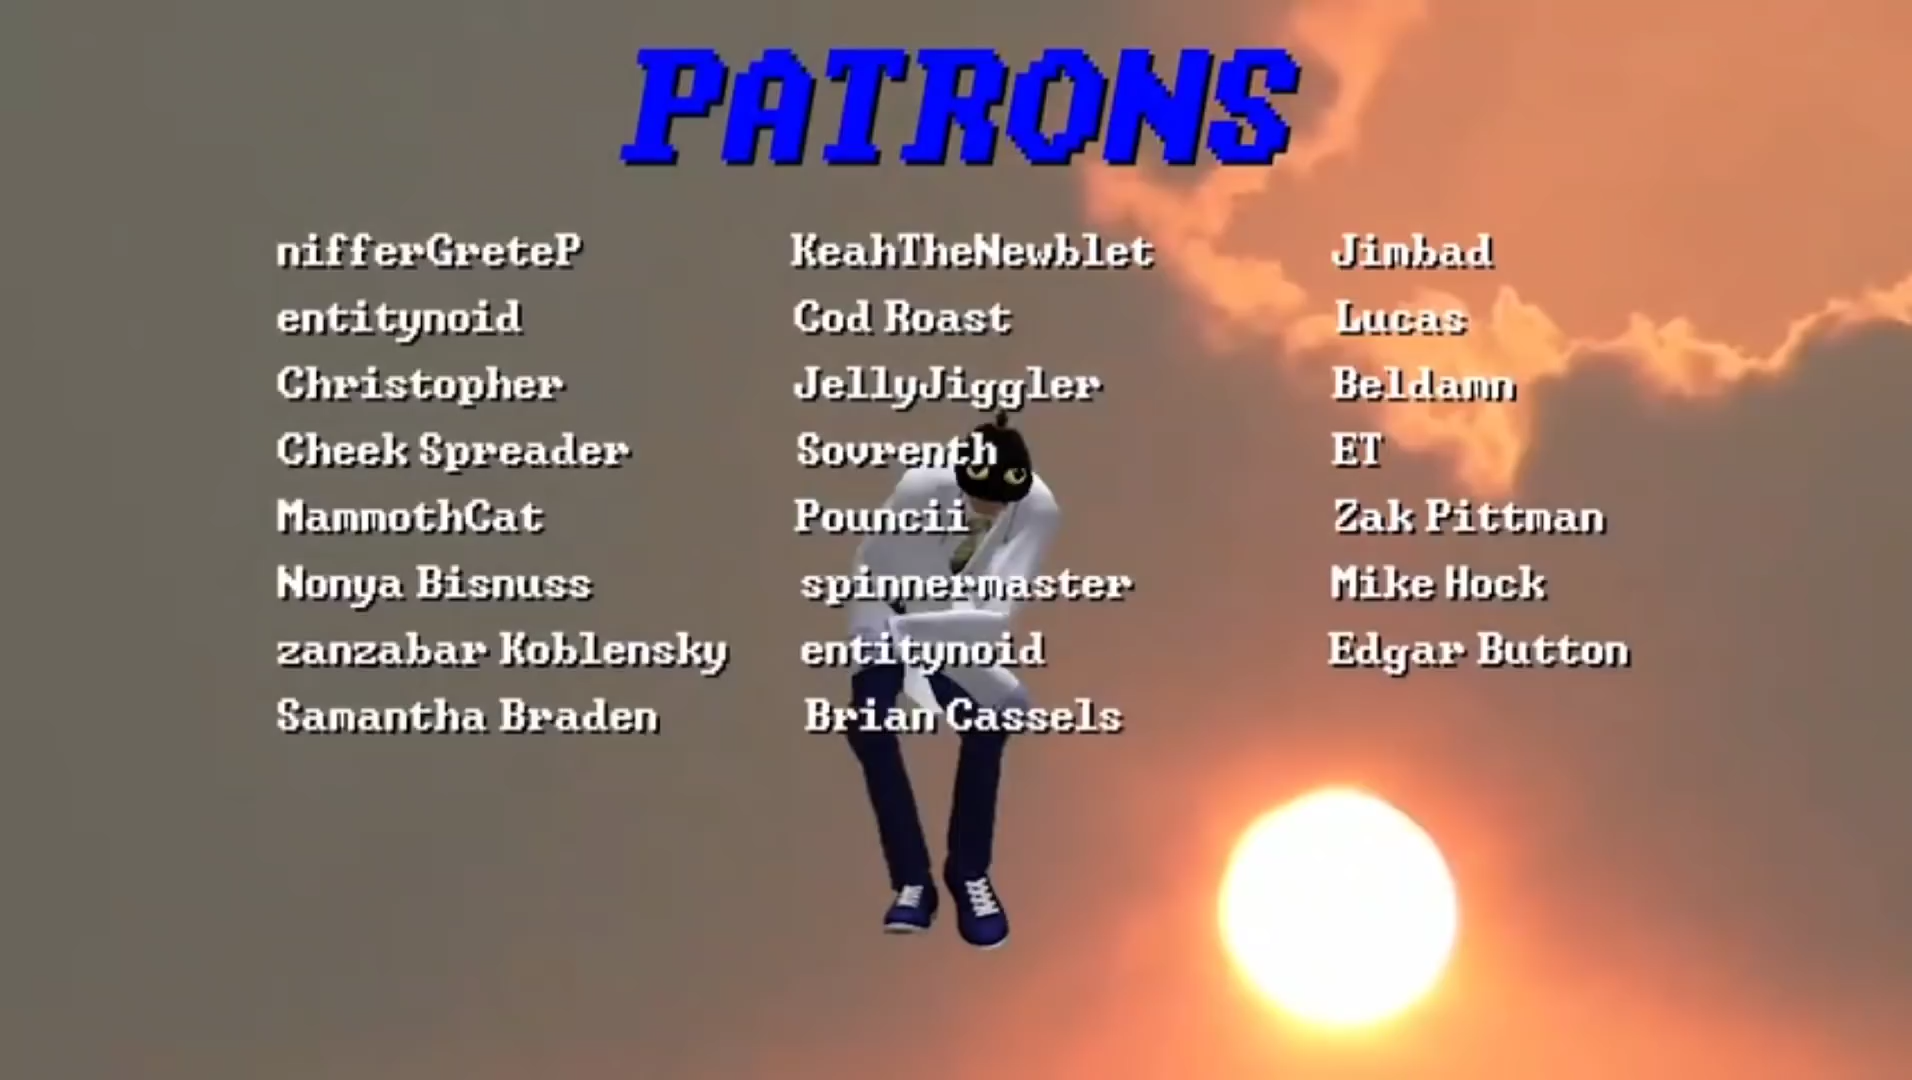 PATRONS
nifferGreteP
entitynoid
Christopher
Cheek Spreader
MammothCat
Nonya Bisnuss
zanzabar Koblensky
Samantha Braden
KeahTheNewblet
Cod Roast
JellyJiggler
Sovrenth
Pouncii
spinnermaster
entitynoid
Brian Cassels
Jimbad
Lucas
Beldamn
ET
Zak Pittman
Mike Hock
Edgar Button